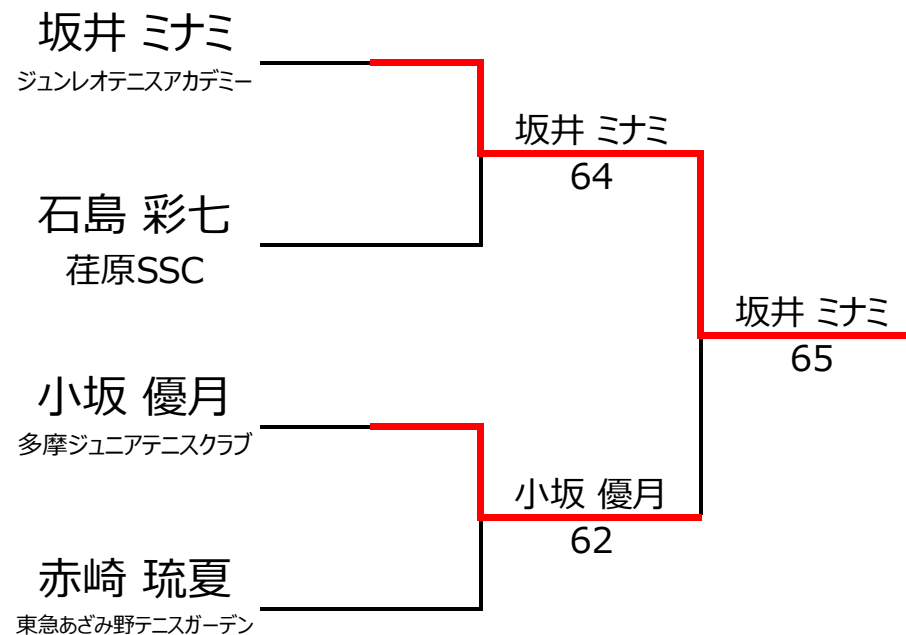 坂井 ミナミ
ジュンレオテニスアカデミー
坂井 ミナミ
64
石島 彩七
荏原SSC
坂井 ミナミ
65
小坂 優月
多摩ジュニアテニスクラブ
小坂 優月
62
赤崎 琉夏
東急あざみ野テニスガーデン